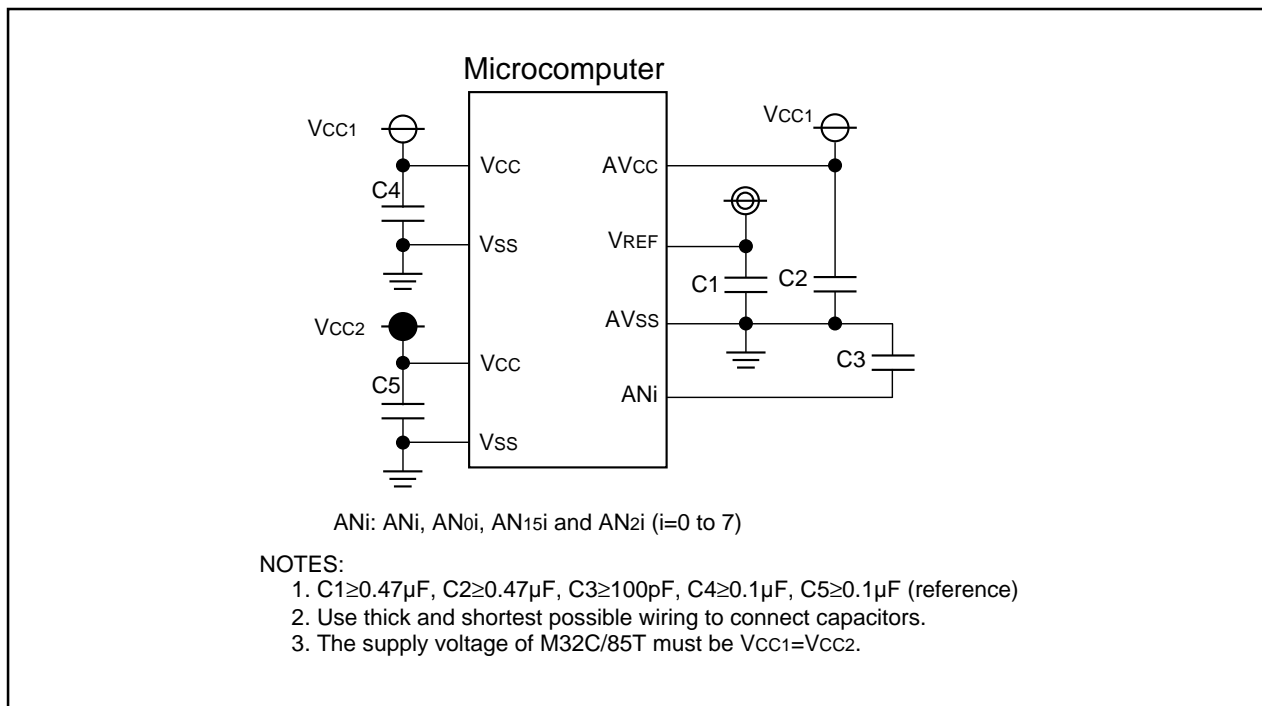 Microcomputer
VCC1
VCC1
VCC
AVCC
C4
VREF
VSS
C1
C2
VCC2
AVSS
VCC
C3
C5
ANi
VSS
ANi: ANi, AN0i, AN15i and AN2i (i=0 to 7)
NOTES:
1. C1≥0.47µF, C2≥0.47µF, C3≥100pF, C4≥0.1µF, C5≥0.1µF (reference)
2. Use thick and shortest possible wiring to connect capacitors.
3. The supply voltage of M32C/85T must be VCC1=VCC2.